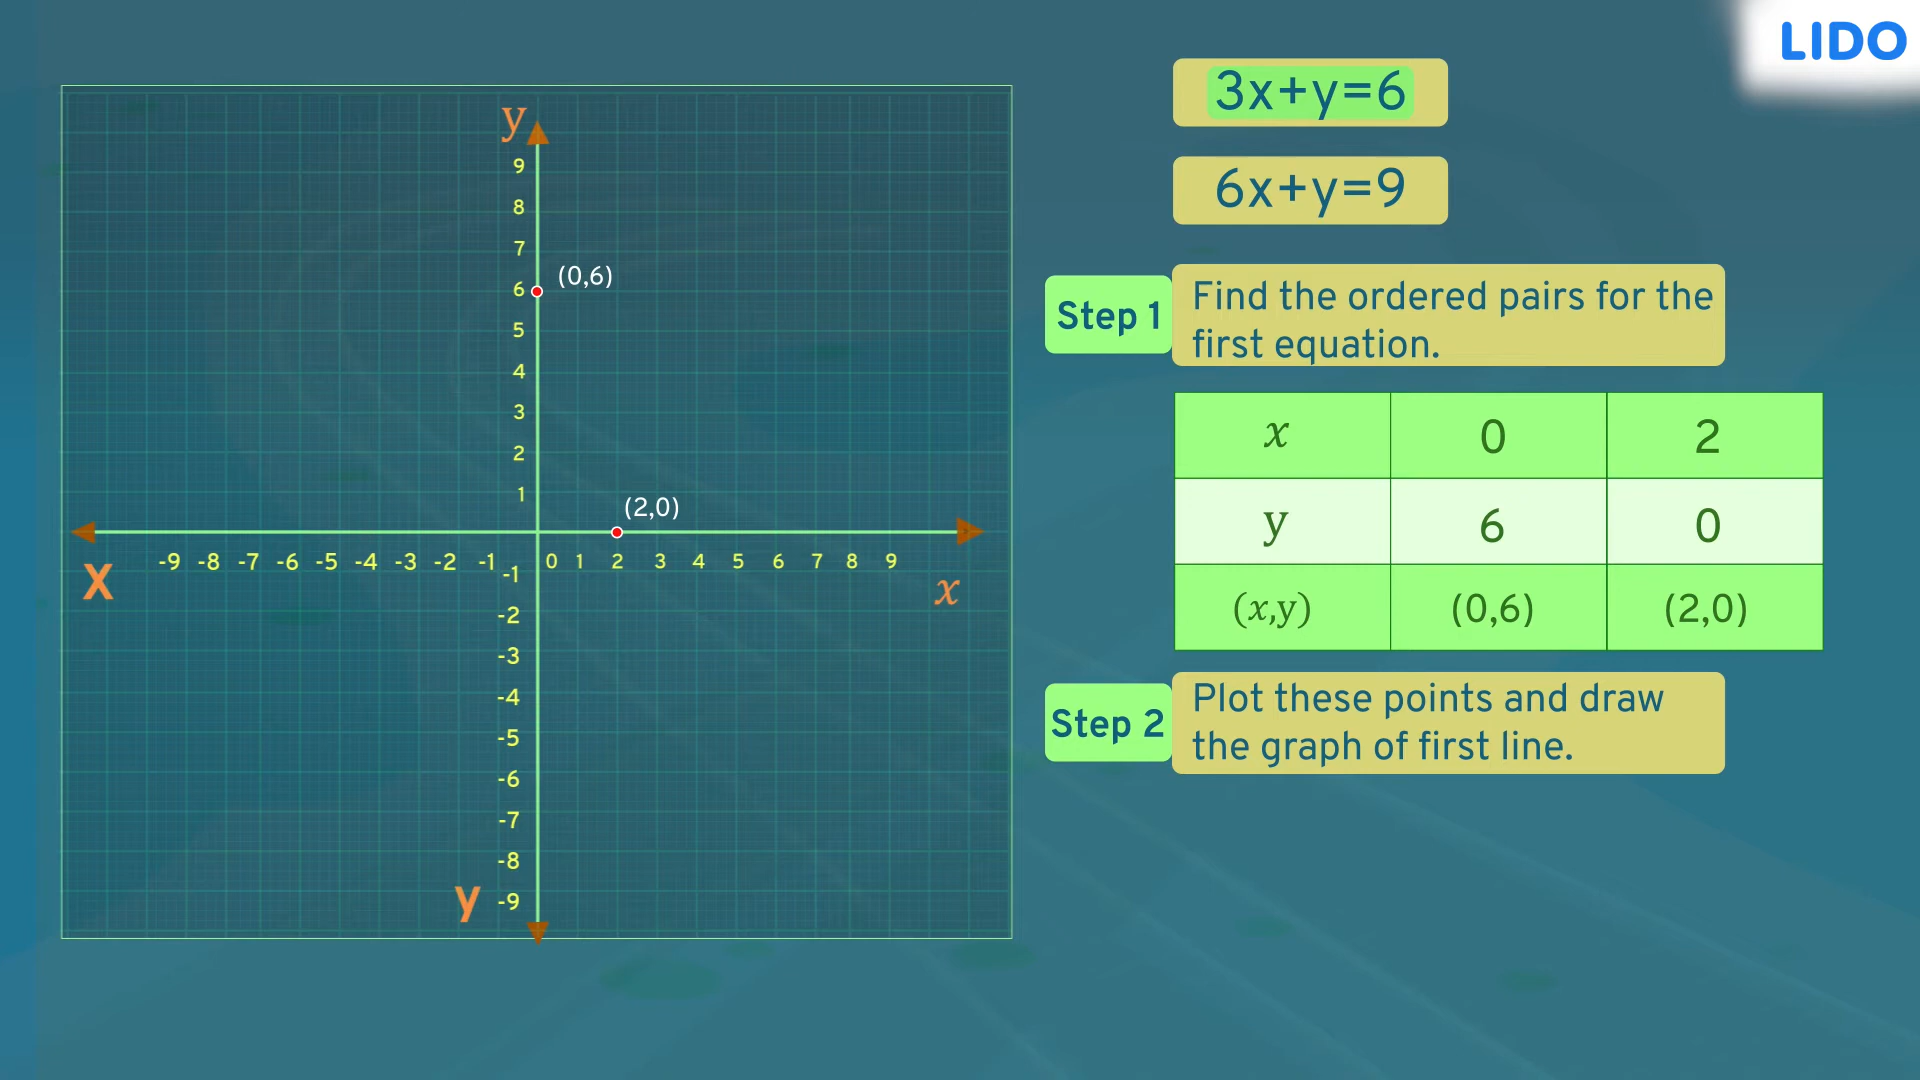 LIDO
3x+y=6
6x+y=9
Step 1
Find the ordered pairs for the
first equation.
x 0 2
y 6 0
(x,y) (0,6) (2,0)
Step 2
Plot these points and draw
the graph of first line.
y
9
8
7
(0,6)
6
5
4
3
2
1
(2,0)
-9 -8 -7 -6 -5 -4 -3 -2 -1 0 1 2 3 4 5 6 7 8 9
X
x
-1
-2
-3
-4
-5
-6
-7
-8
-9
y